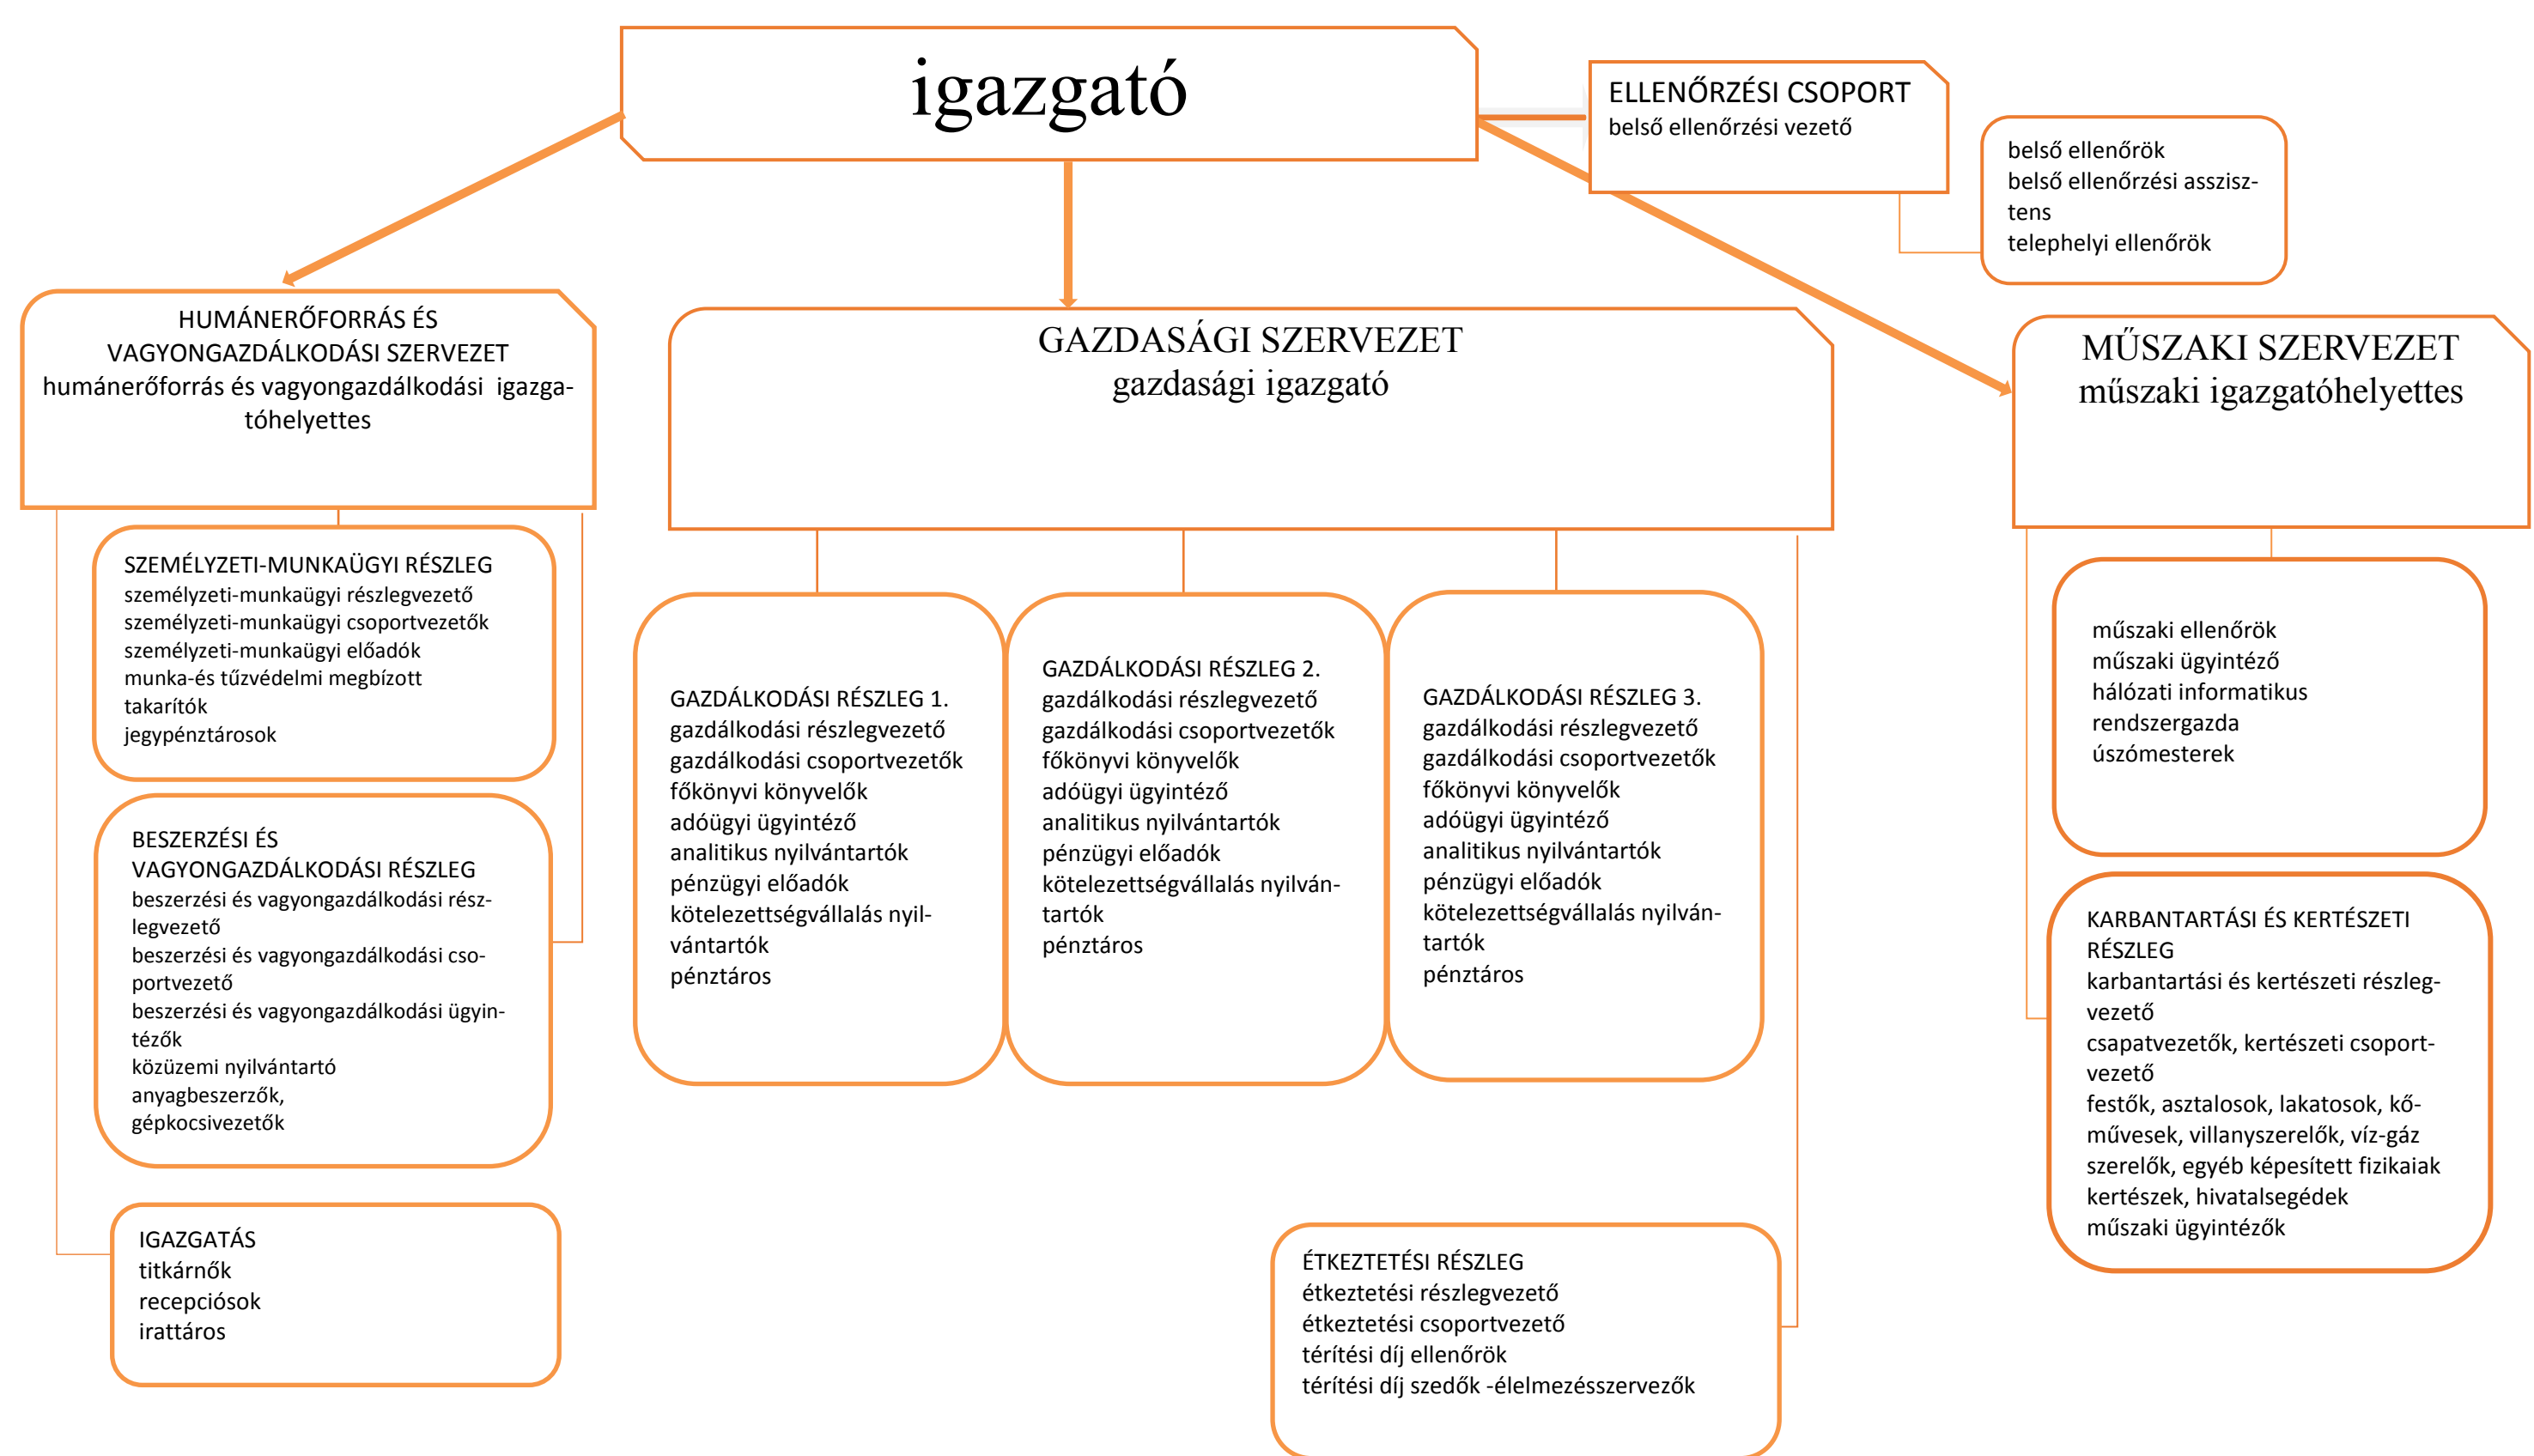 igazgató
ELLENŐRZÉSI CSOPORT
belső ellenőrzési vezető
belső ellenőrök
belső ellenőrzési asszisz-
tens
telephelyi ellenőrök
HUMÁNERŐFORRÁS ÉS
VAGYONGAZDÁLKODÁSI SZERVEZET
humánerőforrás és vagyongazdálkodási igazga-
tóhelyettes
GAZDASÁGI SZERVEZET
gazdasági igazgató
MŰSZAKI SZERVEZET
műszaki igazgatóhelyettes
SZEMÉLYZETI-MUNKAÜGYI RÉSZLEG
személyzeti-munkaügyi részlegvezető
személyzeti-munkaügyi csoportvezetők
személyzeti-munkaügyi előadók
munka-és tűzvédelmi megbízott
takarítók
jegypénztárosok
BESZERZÉSI ÉS
VAGYONGAZDÁLKODÁSI RÉSZLEG
beszerzési és vagyongazdálkodási rész-
legvezető
beszerzési és vagyongazdálkodási cso-
portvezető
beszerzési és vagyongazdálkodási ügyin-
tézők
közüzemi nyilvántartó
anyagbeszerzők,
gépkocsivezetők
IGAZGATÁS
titkárnők
recepciósok
irattáros
GAZDÁLKODÁSI RÉSZLEG 1.
gazdálkodási részlegvezető
gazdálkodási csoportvezetők
főkönyvi könyvelők
adóügyi ügyintéző
analitikus nyilvántartók
pénzügyi előadók
kötelezettségvállalás nyil-
vántartók
pénztáros
GAZDÁLKODÁSI RÉSZLEG 2.
gazdálkodási részlegvezető
gazdálkodási csoportvezetők
főkönyvi könyvelők
adóügyi ügyintéző
analitikus nyilvántartók
pénzügyi előadók
kötelezettségvállalás nyilván-
tartók
pénztáros
GAZDÁLKODÁSI RÉSZLEG 3.
gazdálkodási részlegvezető
gazdálkodási csoportvezetők
főkönyvi könyvelők
adóügyi ügyintéző
analitikus nyilvántartók
pénzügyi előadók
kötelezettségvállalás nyilván-
tartók
pénztáros
ÉTKEZTETÉSI RÉSZLEG
étkeztetési részlegvezető
étkeztetési csoportvezető
térítési díj ellenőrök
térítési díj szedők -élelmezésszervezők
műszaki ellenőrök
műszaki ügyintéző
hálózati informatikus
rendszergazda
úszómesterek
KARBANTARTÁSI ÉS KERTÉSZETI
RÉSZLEG
karbantartási és kertészeti részleg-
vezető
csapatvezetők, kertészeti csoport-
vezető
festők, asztalosok, lakatosok, kő-
művesek, villanyszerelők, víz-gáz
szerelők, egyéb képesített fizikaiak
kertészek, hivatalsegédek
műszaki ügyintézők